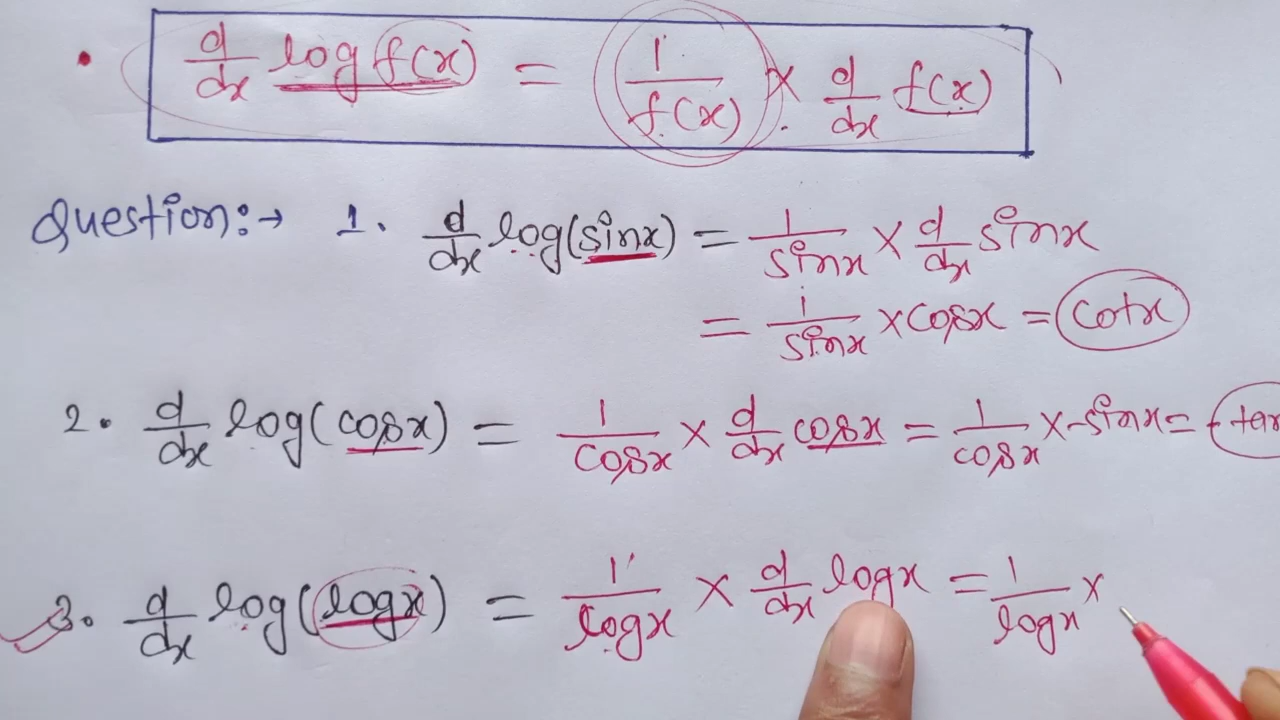 • d/dx log f(x) = 1/f(x) × d/dx f(x)
Question:→ 1. d/dx log(sinx) = 1/sinx × d/dx sinx
= 1/sinx × cosx = cotx
2. d/dx log(cosx) = 1/cosx × d/dx cosx = 1/cosx × -sinx = -tan
3. d/dx log(logx) = 1/logx × d/dx logx = 1/logx ×